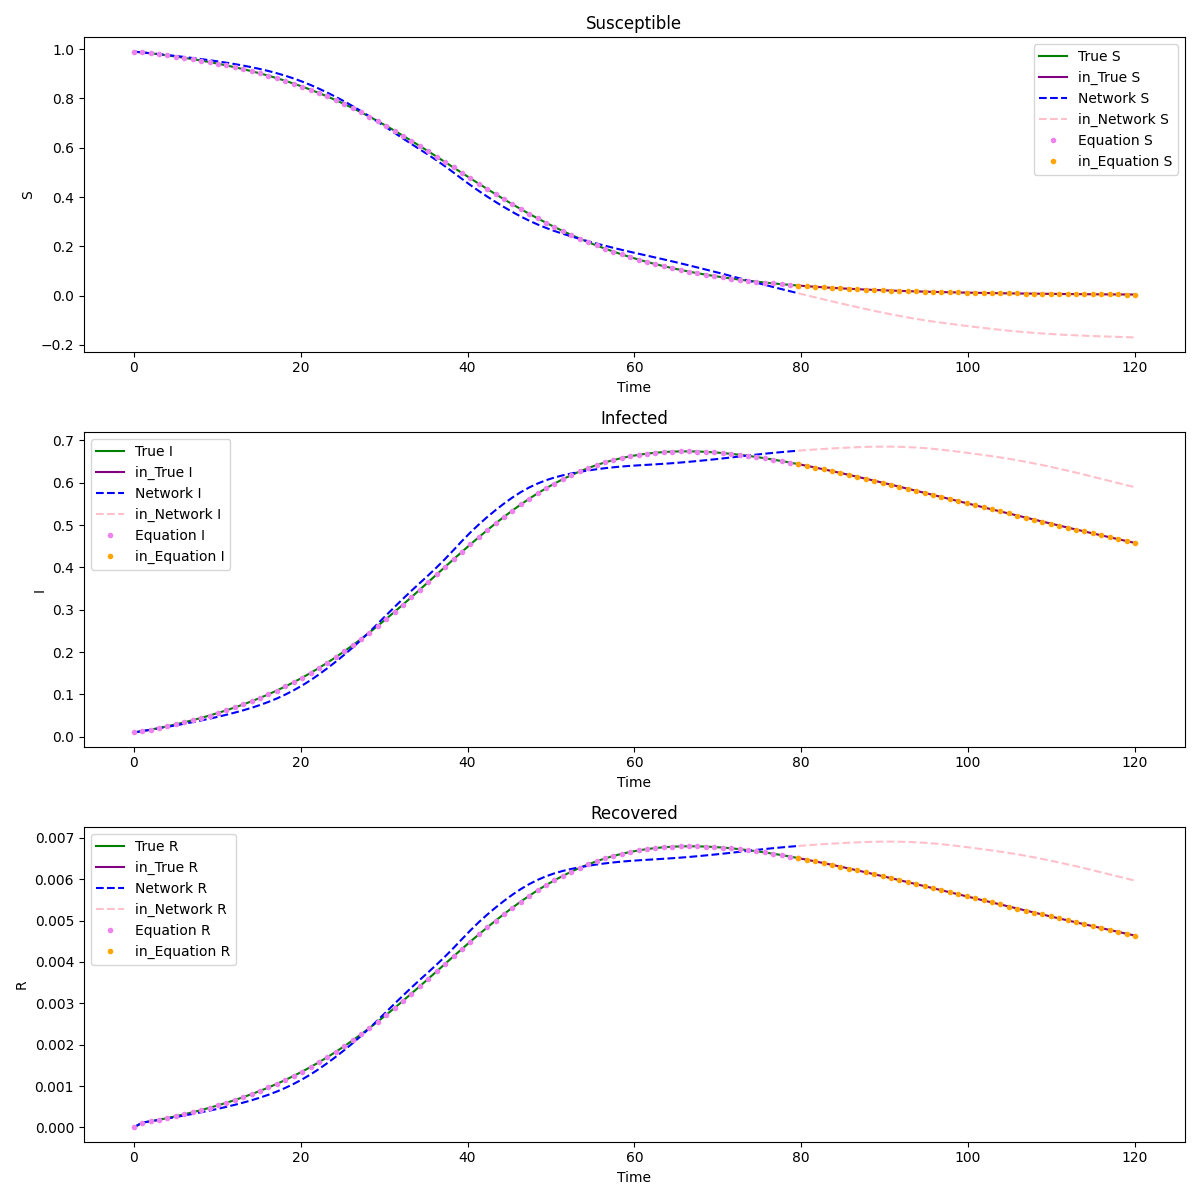 Susceptible
1.0
0.8
0.6
0.4
0.2
0.0
−0.2
S
True S
in_True S
Network S
in_Network S
Equation S
in_Equation S
0 20 40 60 80 100 120
Time
Infected
0.7
0.6
0.5
0.4
0.3
0.2
0.1
0.0
I
True I
in_True I
Network I
in_Network I
Equation I
in_Equation I
0 20 40 60 80 100 120
Time
Recovered
0.007
0.006
0.005
0.004
0.003
0.002
0.001
0.000
R
True R
in_True R
Network R
in_Network R
Equation R
in_Equation R
0 20 40 60 80 100 120
Time